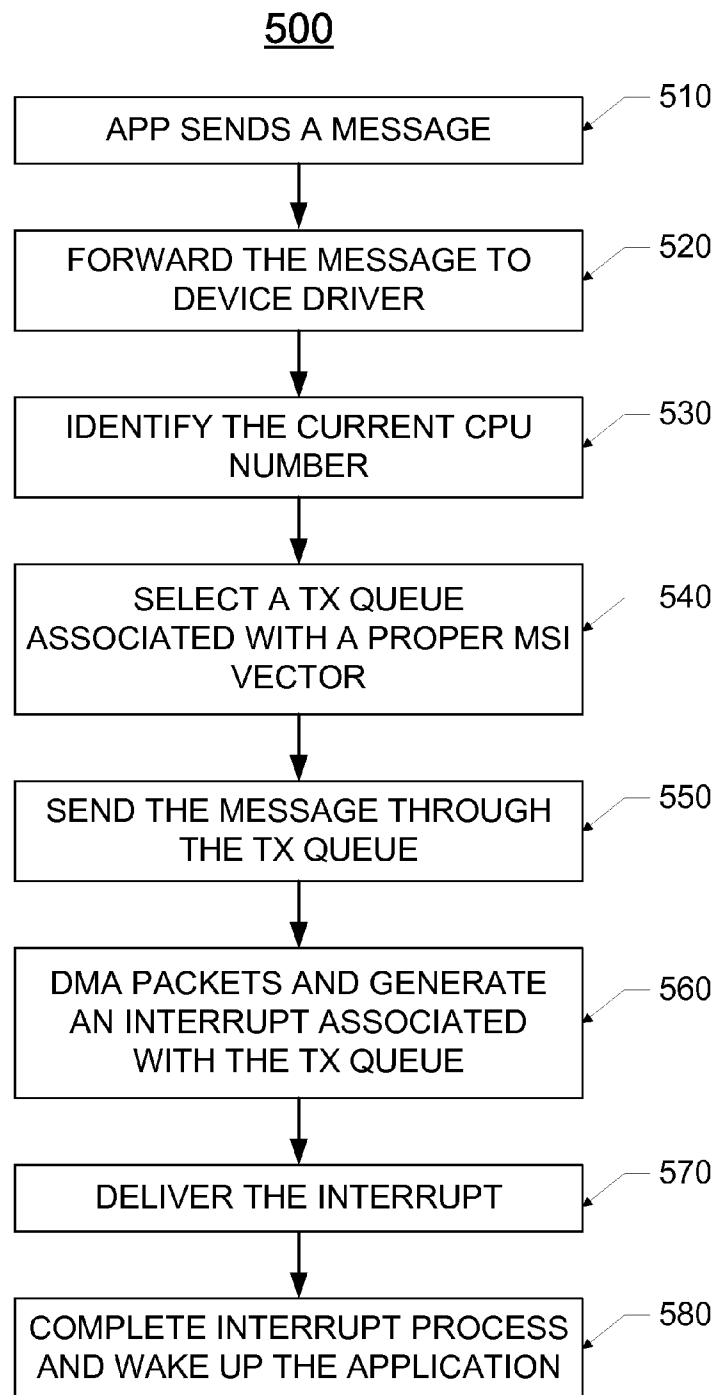 500
APP SENDS A MESSAGE
510
FORWARD THE MESSAGE TO
DEVICE DRIVER
520
IDENTIFY THE CURRENT CPU
NUMBER
530
SELECT A TX QUEUE
ASSOCIATED WITH A PROPER MSI
VECTOR
540
SEND THE MESSAGE THROUGH
THE TX QUEUE
550
DMA PACKETS AND GENERATE
AN INTERRUPT ASSOCIATED
WITH THE TX QUEUE
560
DELIVER THE INTERRUPT
570
COMPLETE INTERRUPT PROCESS
AND WAKE UP THE APPLICATION
580